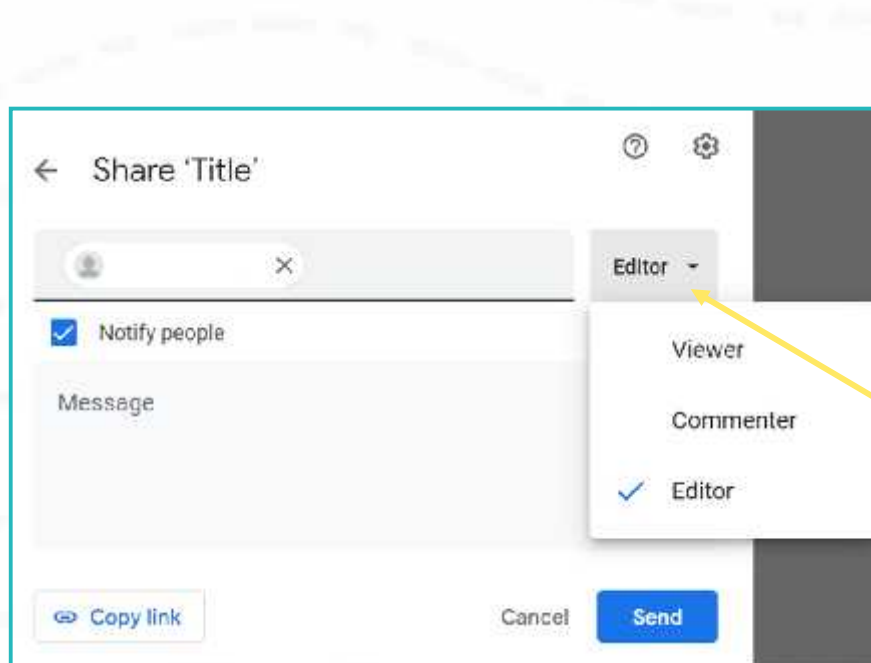 Share 'Title'
Editor
Notify people
Viewer
Message
Commenter
Editor
Copy link
Cancel
Send